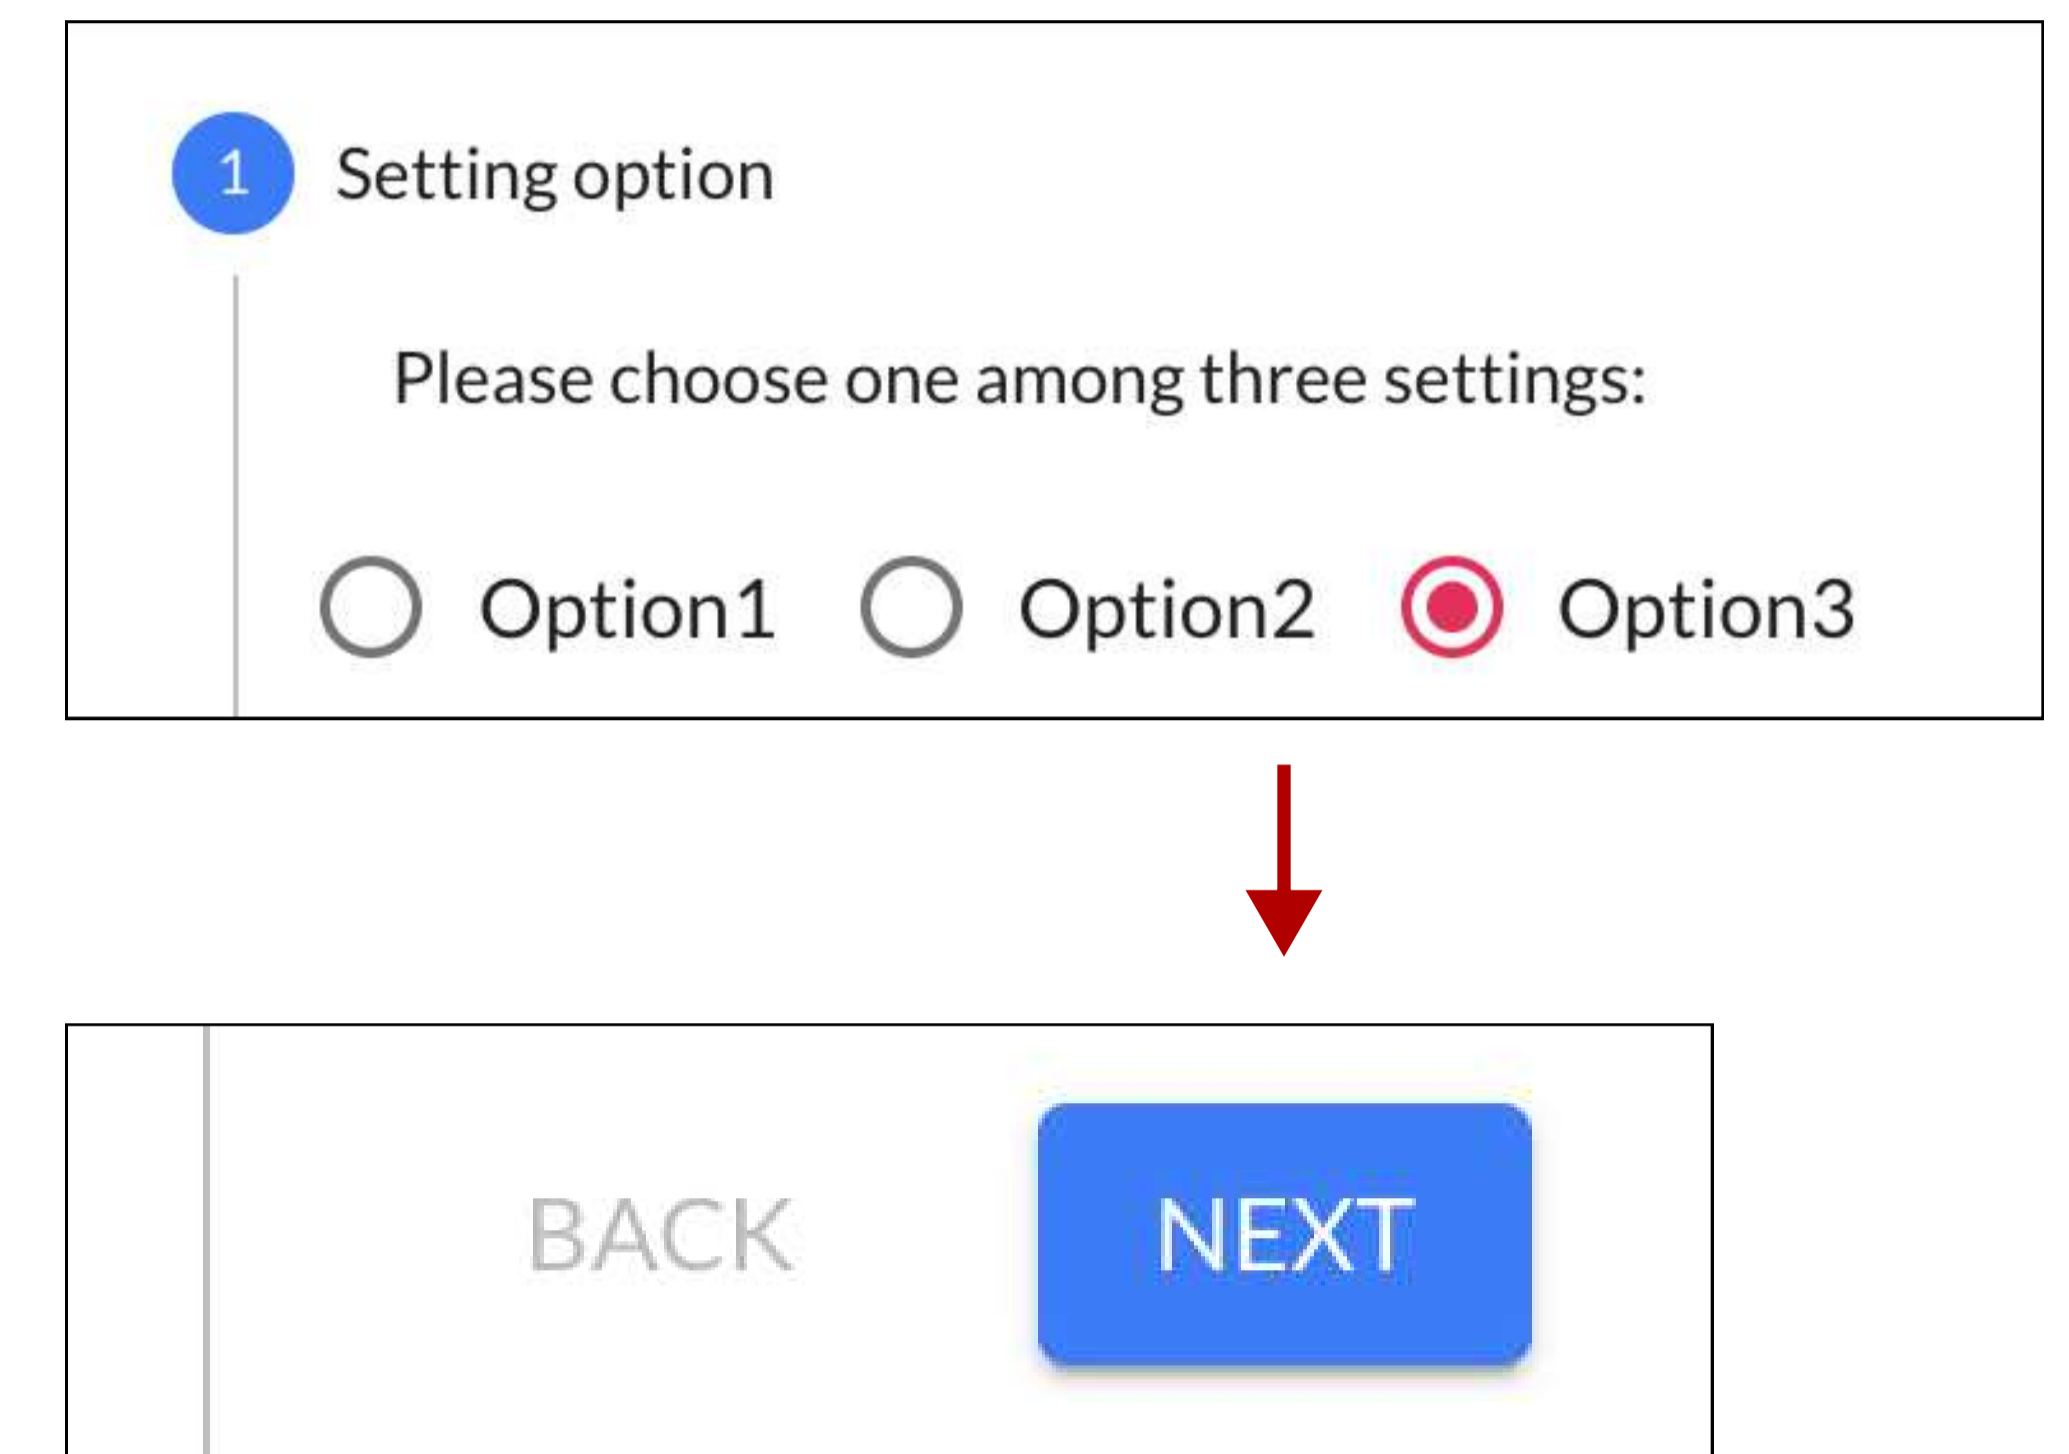 1 Setting option
Please choose one among three settings:
Option1 Option2 Option3
BACK NEXT